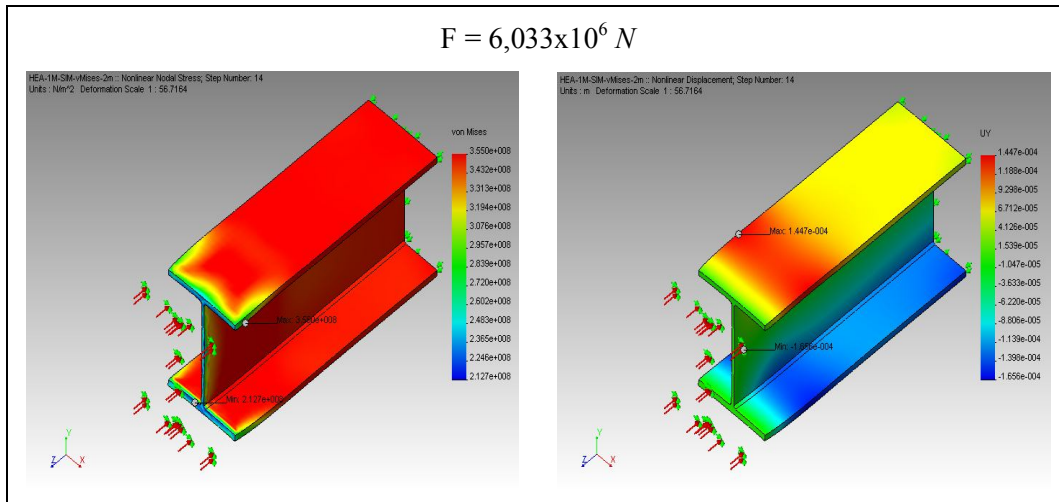 F = 6,033x10⁶ N
HEA-1M-SIM-vMises-2m :: Nonlinear Nodal Stress; Step Number: 14
Units : N/m^2 Deformation Scale 1 : 56.7164
von Mises
3.550e+008
3.432e+008
3.313e+008
3.195e+008
3.076e+008
2.957e+008
2.839e+008
2.720e+008
2.602e+008
2.483e+008
2.365e+008
2.246e+008
2.127e+008
Max: 3.550e+008
Min: 2.127e+008
Y
Z
X
HEA-1M-SIM-vMises-2m :: Nonlinear Displacement; Step Number: 14
Units : m Deformation Scale 1 : 56.7164
UY
1.447e-004
1.188e-004
9.298e-005
6.712e-005
4.126e-005
1.539e-005
-1.047e-005
-3.633e-005
-6.220e-005
-8.806e-005
-1.139e-004
-1.398e-004
-1.656e-004
Max: 1.447e-004
Min: -1.656e-004
Y
Z
X